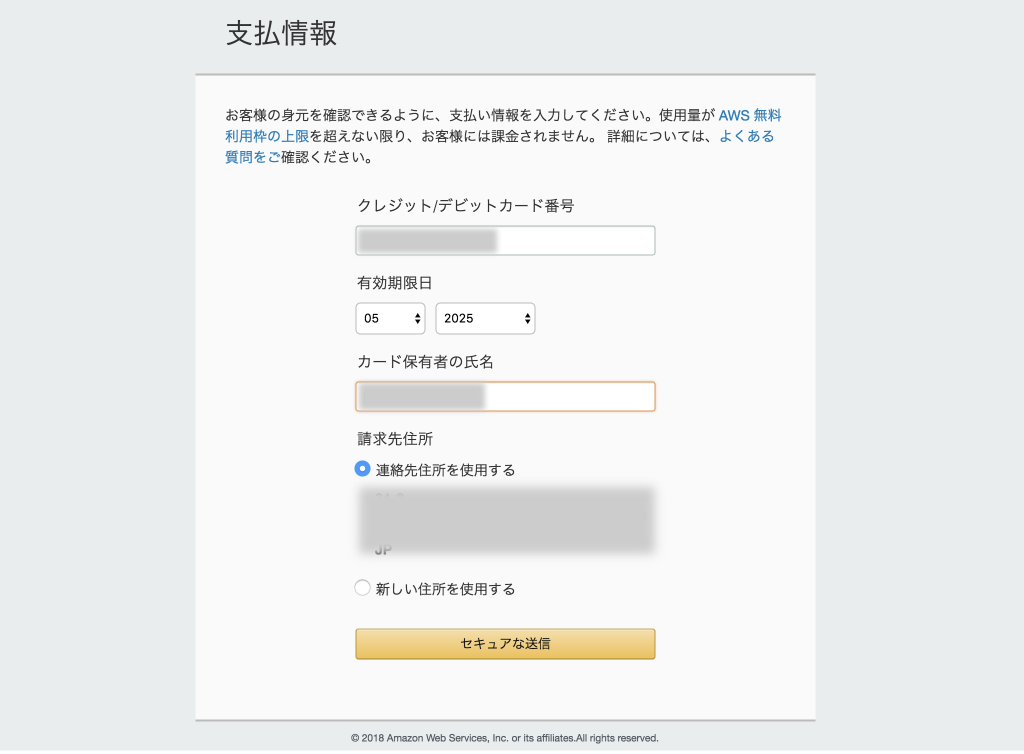 支払情報
お客様の身元を確認できるように、支払い情報を入力してください。使用量が AWS 無料
利用枠の上限を超えない限り、お客様には課金されません。 詳細については、よくある
質問をご確認ください。
クレジット/デビットカード番号
有効期限日
05 2025
カード保有者の氏名
請求先住所
連絡先住所を使用する
JP
新しい住所を使用する
セキュアな送信
© 2018 Amazon Web Services, Inc. or its affiliates.All rights reserved.